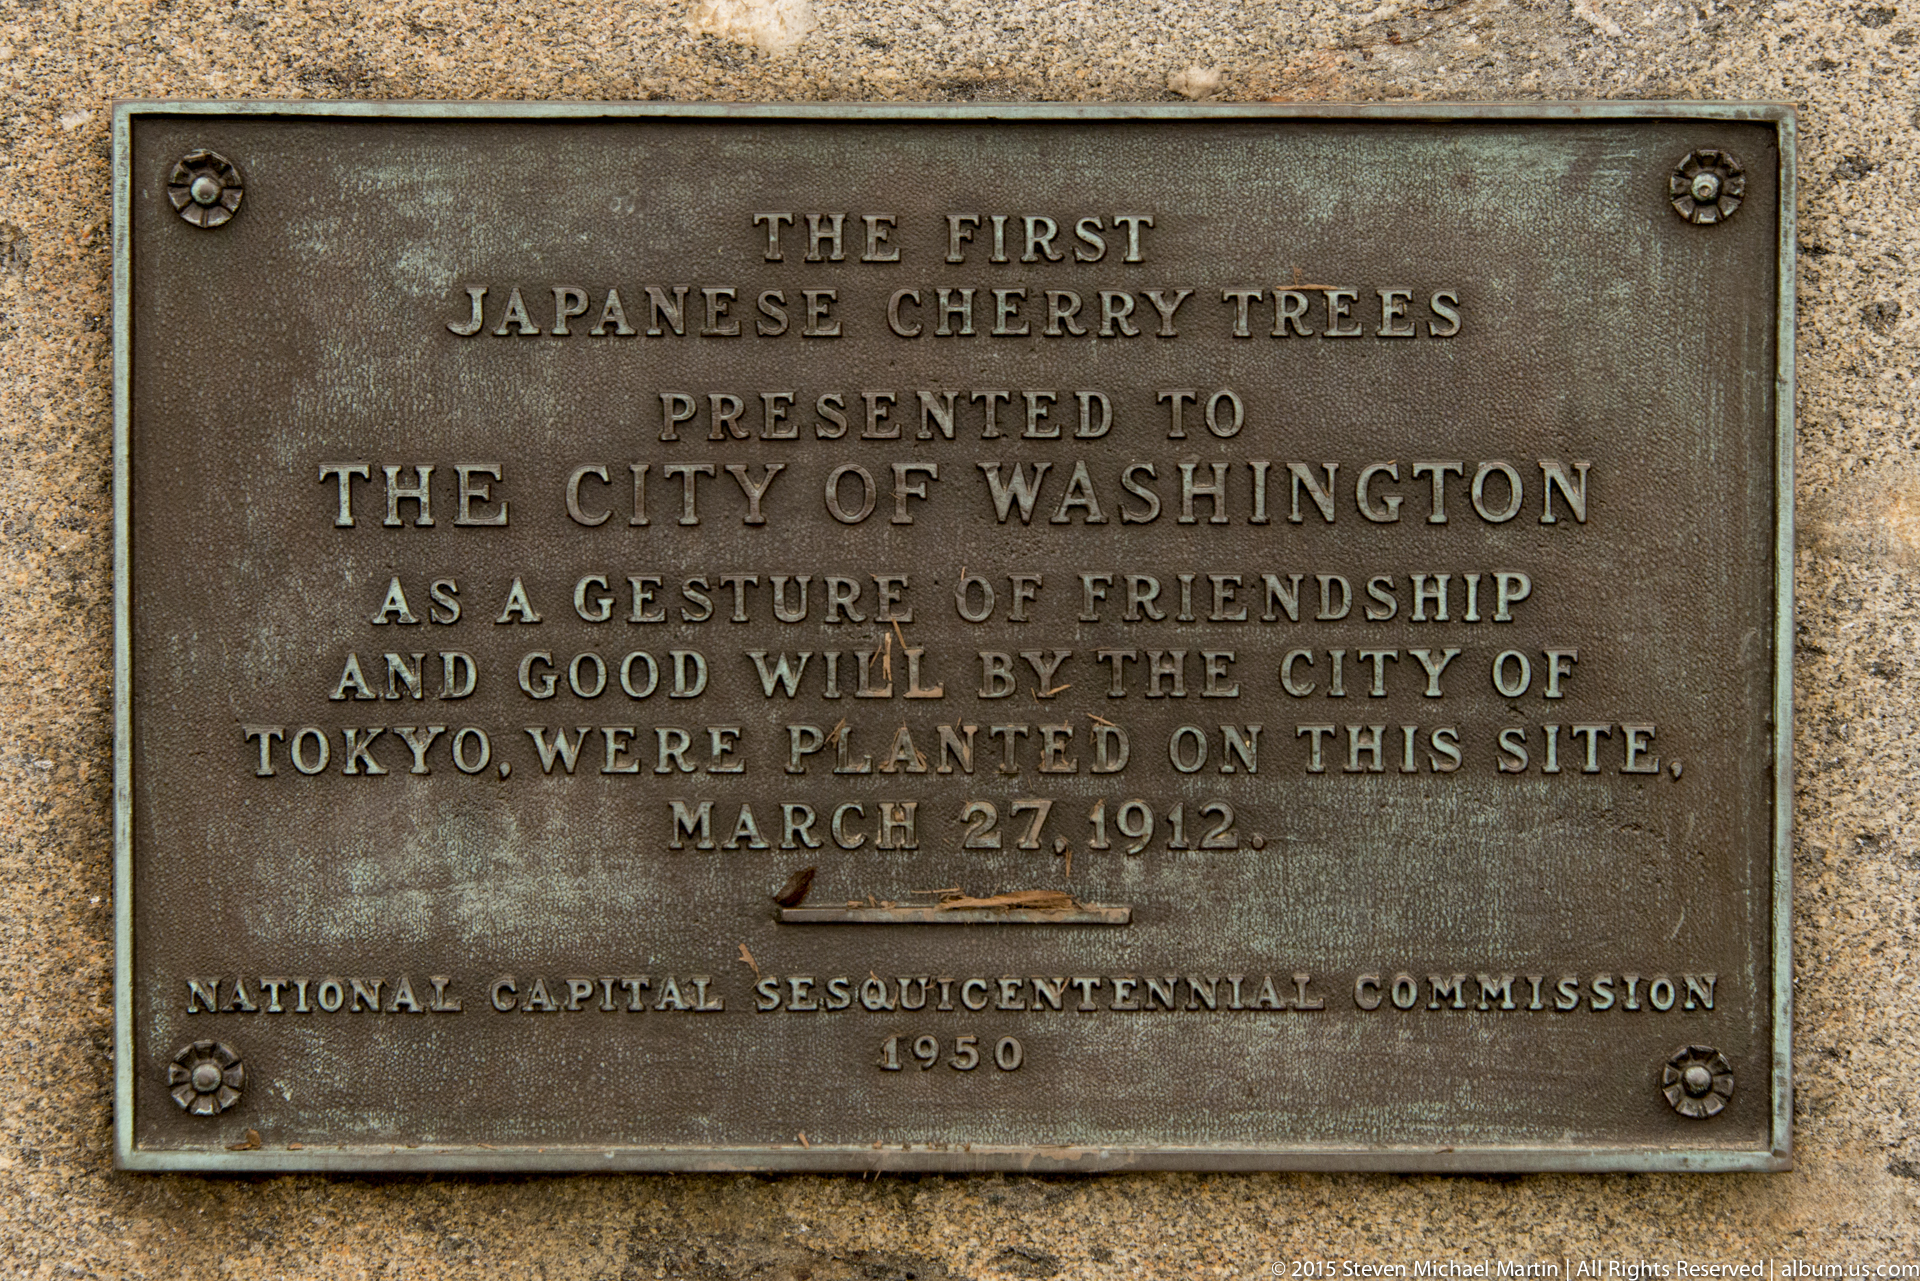 THE FIRST
JAPANESE CHERRY TREES
PRESENTED TO
THE CITY OF WASHINGTON
AS A GESTURE OF FRIENDSHIP
AND GOOD WILL BY THE CITY OF
TOKYO, WERE PLANTED ON THIS SITE,
MARCH 27, 1912.
NATIONAL CAPITAL SESQUICENTENNIAL COMMISSION
1950
© 2015 Steven Michael Martin | All Rights Reserved | album.us.com